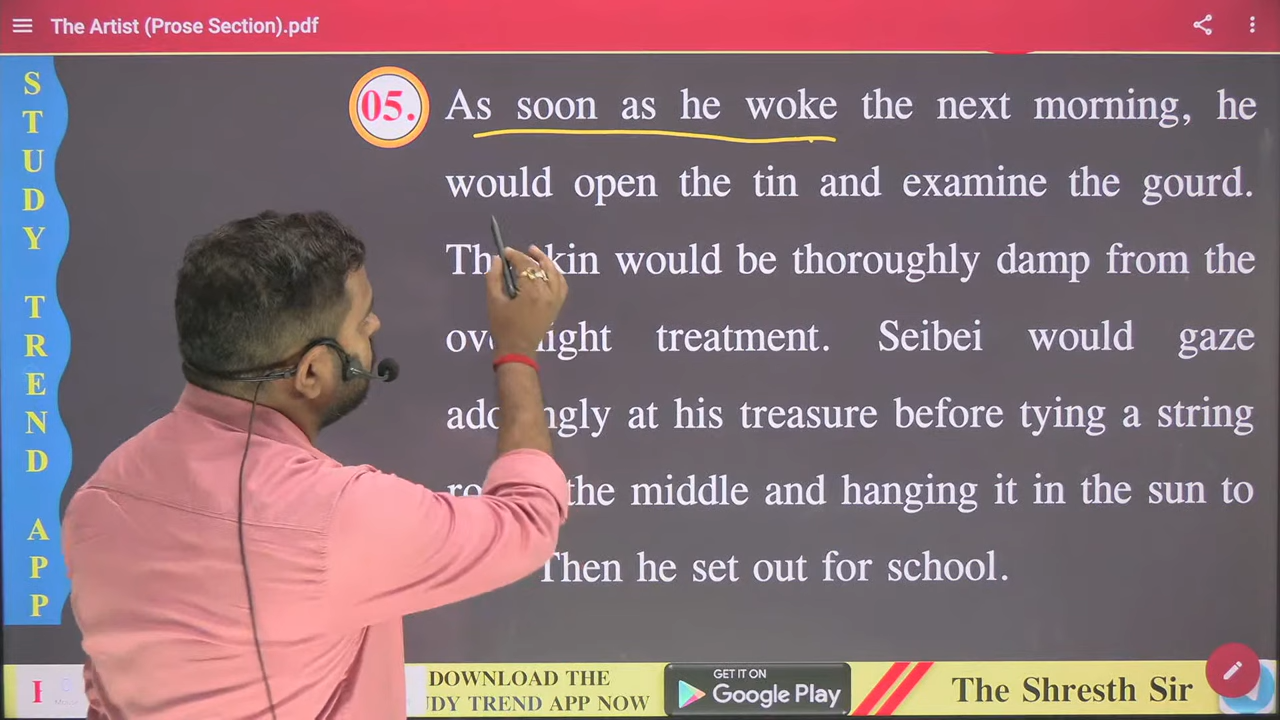 The Artist (Prose Section).pdf
STUDY TREND APP
05. As soon as he woke the next morning, he
would open the tin and examine the gourd.
would be thoroughly damp from the
treatment. Seibei would gaze
at his treasure before tying a string
the middle and hanging it in the sun to
Then he set out for school.
DOWNLOAD THE
TREND APP NOW
GET IT ON
Google Play
The Shresth Sir